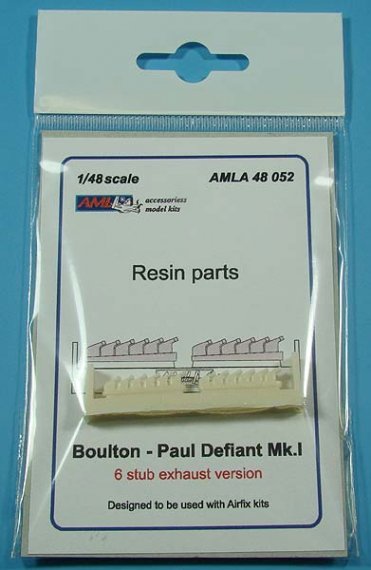 1/48 scale AMLA 48 052
AMLA accessories
model kits
Resin parts
Boulton - Paul Defiant Mk.I
6 stub exhaust version
Designed to be used with Airfix kits